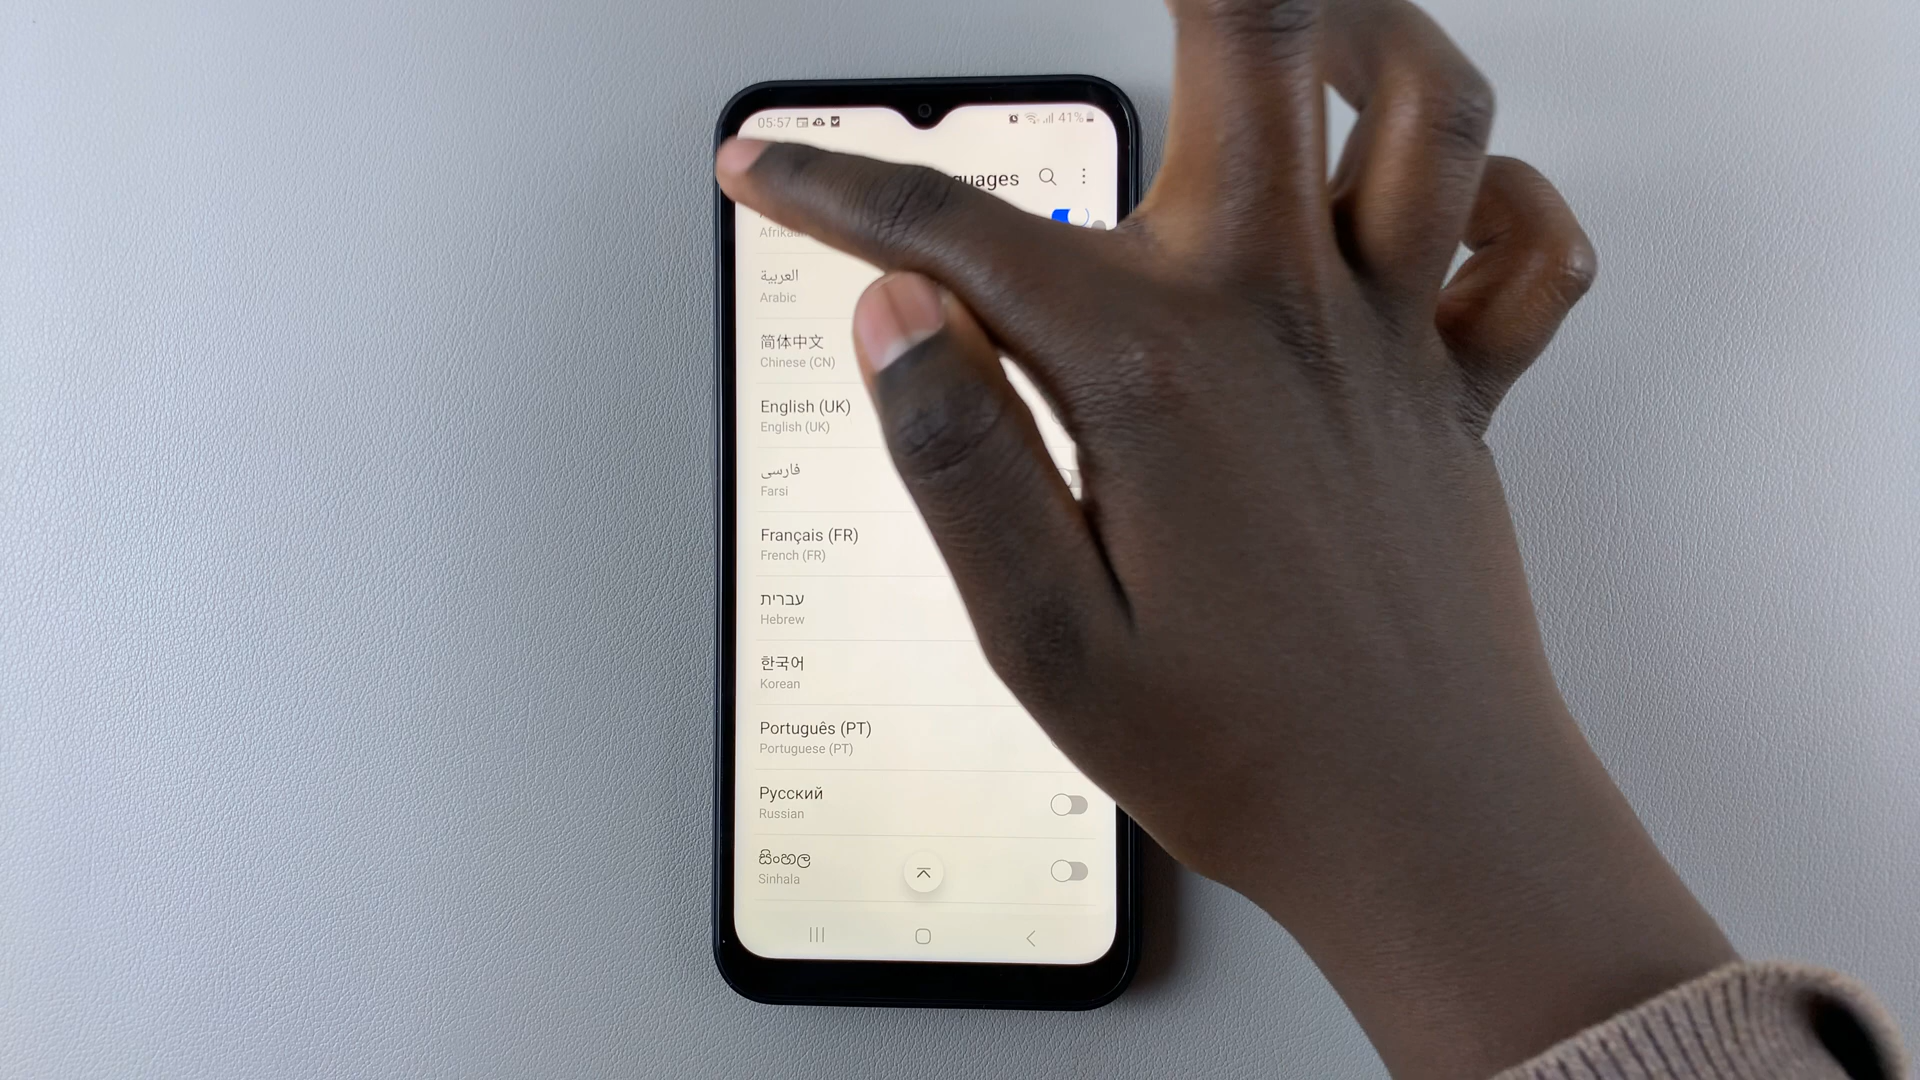 05:57
41%
العربية
Arabic
简体中文
Chinese (CN)
English (UK)
English (UK)
فارسی
Farsi
Français (FR)
French (FR)
עברית
Hebrew
한국어
Korean
Português (PT)
Portuguese (PT)
Русский
Russian
සිංහල
Sinhala